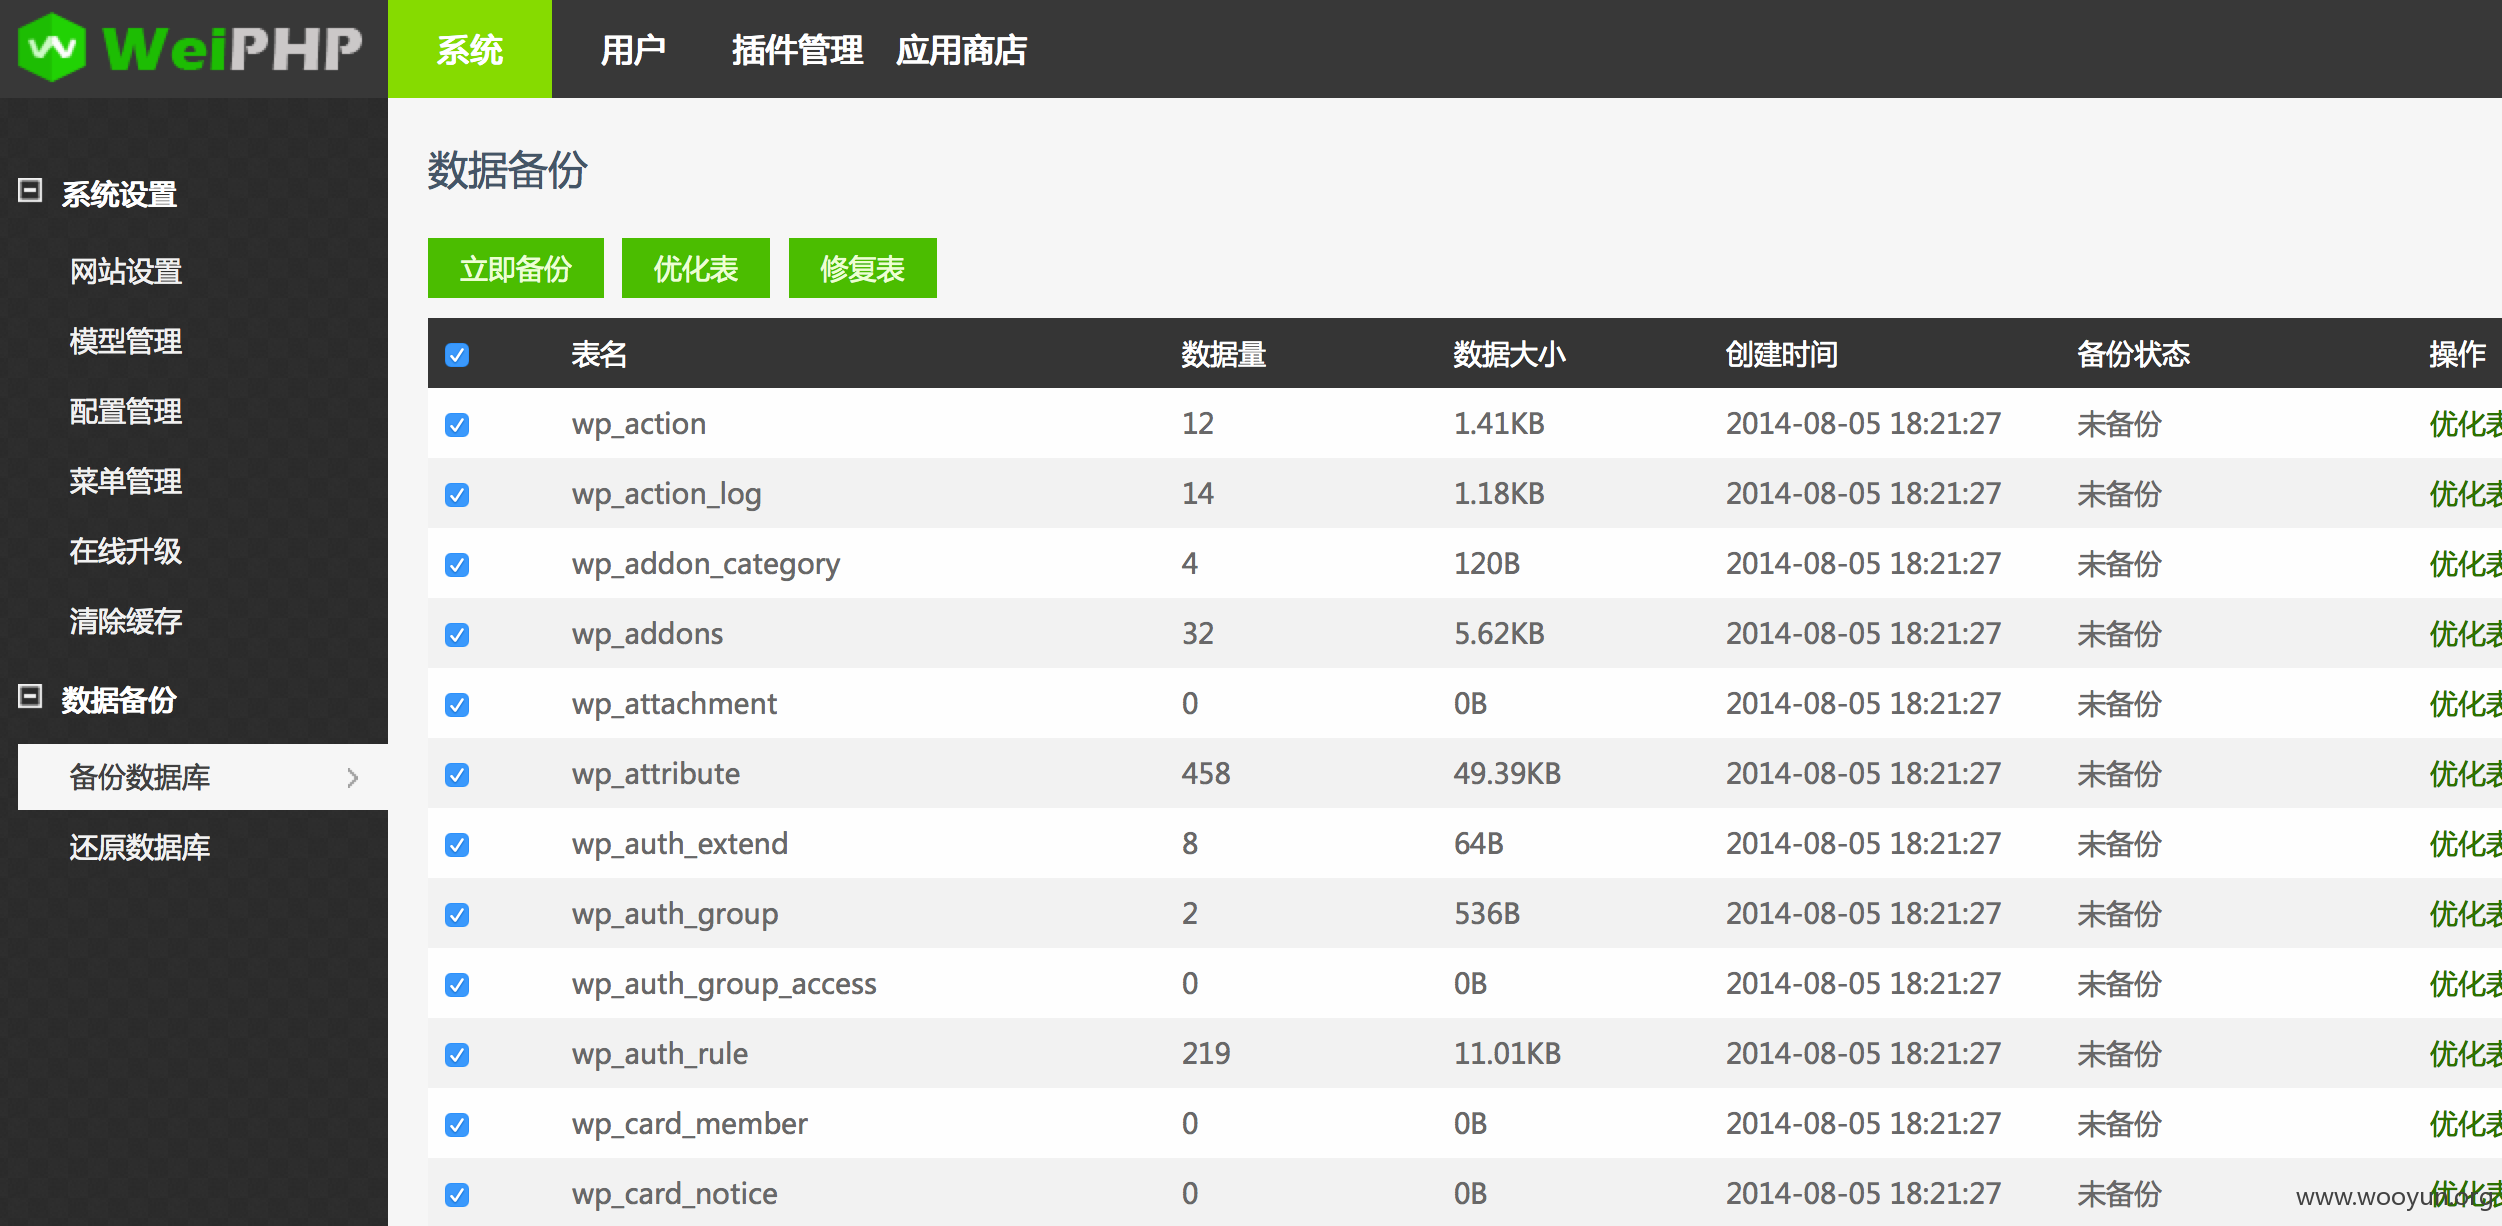 WeiPHP 系统 用户 插件管理 应用商店
系统设置
网站设置
模型管理
配置管理
菜单管理
在线升级
清除缓存
数据备份
备份数据库
还原数据库
数据备份
立即备份 优化表 修复表
表名 数据量 数据大小 创建时间 备份状态 操作
wp_action 12 1.41KB 2014-08-05 18:21:27 未备份 优化表
wp_action_log 14 1.18KB 2014-08-05 18:21:27 未备份 优化表
wp_addon_category 4 120B 2014-08-05 18:21:27 未备份 优化表
wp_addons 32 5.62KB 2014-08-05 18:21:27 未备份 优化表
wp_attachment 0 0B 2014-08-05 18:21:27 未备份 优化表
wp_attribute 458 49.39KB 2014-08-05 18:21:27 未备份 优化表
wp_auth_extend 8 64B 2014-08-05 18:21:27 未备份 优化表
wp_auth_group 2 536B 2014-08-05 18:21:27 未备份 优化表
wp_auth_group_access 0 0B 2014-08-05 18:21:27 未备份 优化表
wp_auth_rule 219 11.01KB 2014-08-05 18:21:27 未备份 优化表
wp_card_member 0 0B 2014-08-05 18:21:27 未备份 优化表
wp_card_notice 0 0B 2014-08-05 18:21:27 未备份 优化表
www.wooyun.org